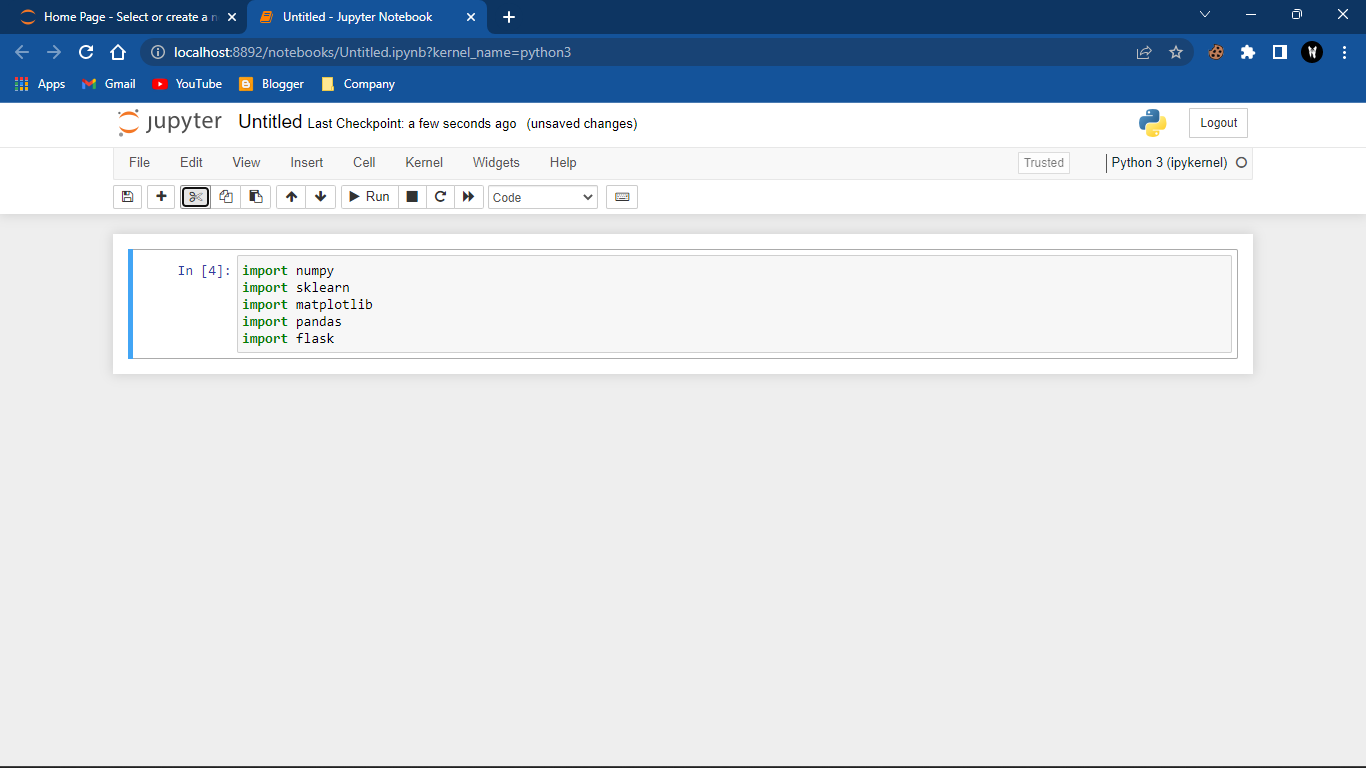 Home Page - Select or create a n
Untitled - Jupyter Notebook
localhost:8892/notebooks/Untitled.ipynb?kernel_name=python3
W
Apps Gmail YouTube Blogger Company
jupyter Untitled Last Checkpoint: a few seconds ago (unsaved changes) Logout
File Edit View Insert Cell Kernel Widgets Help Trusted Python 3 (ipykernel)
Run Code
In [4]: import numpy
import sklearn
import matplotlib
import pandas
import flask